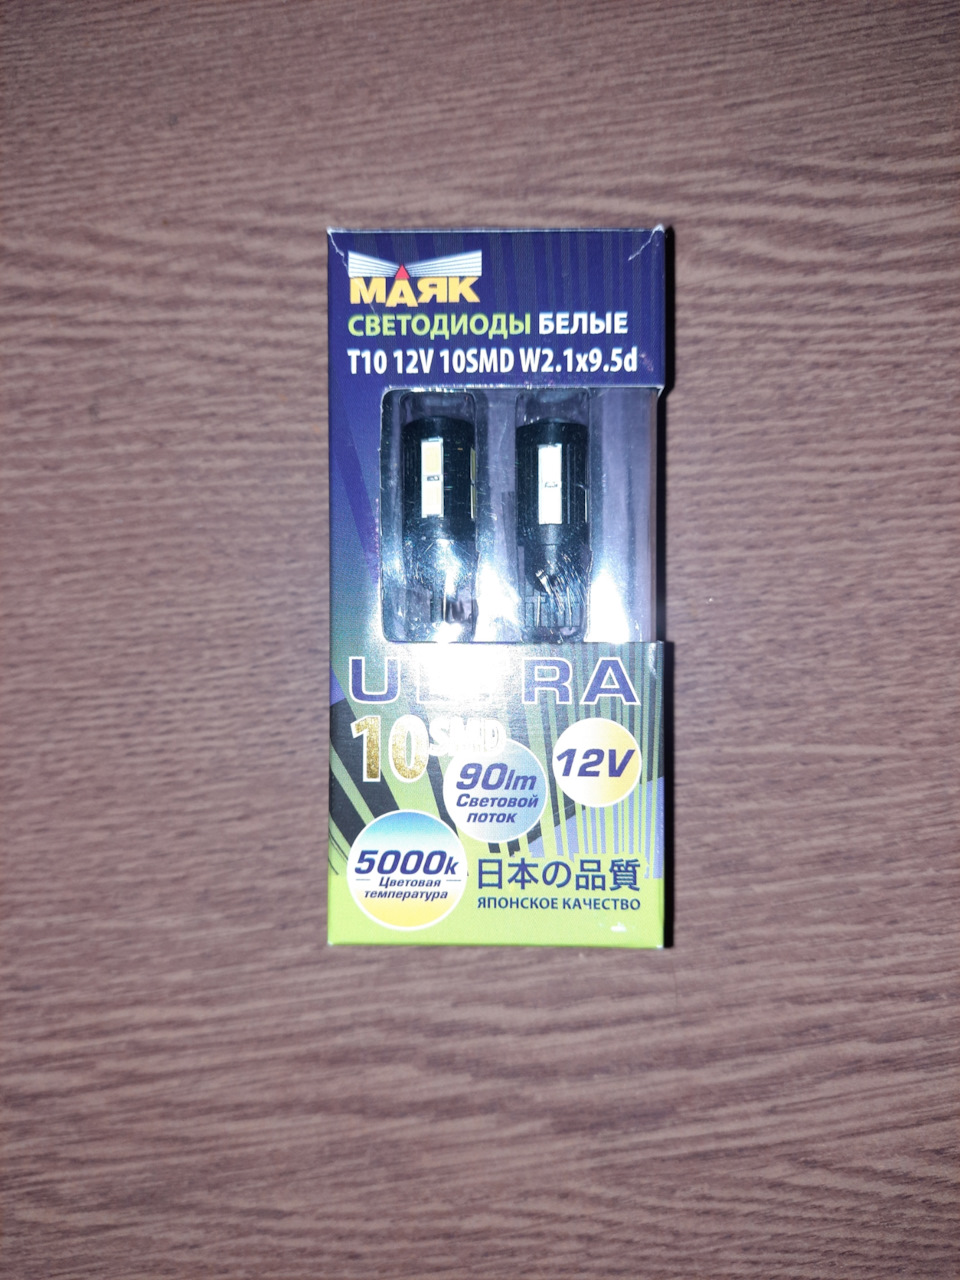 МАЯК
СВЕТОДИОДЫ БЕЛЫЕ
T10 12V 10SMD W2.1x9.5d
ULTRA
10SMD
90lm
Световой
поток
12V
5000k
Цветовая
температура
日本の品質
ЯПОНСКОЕ КАЧЕСТВО